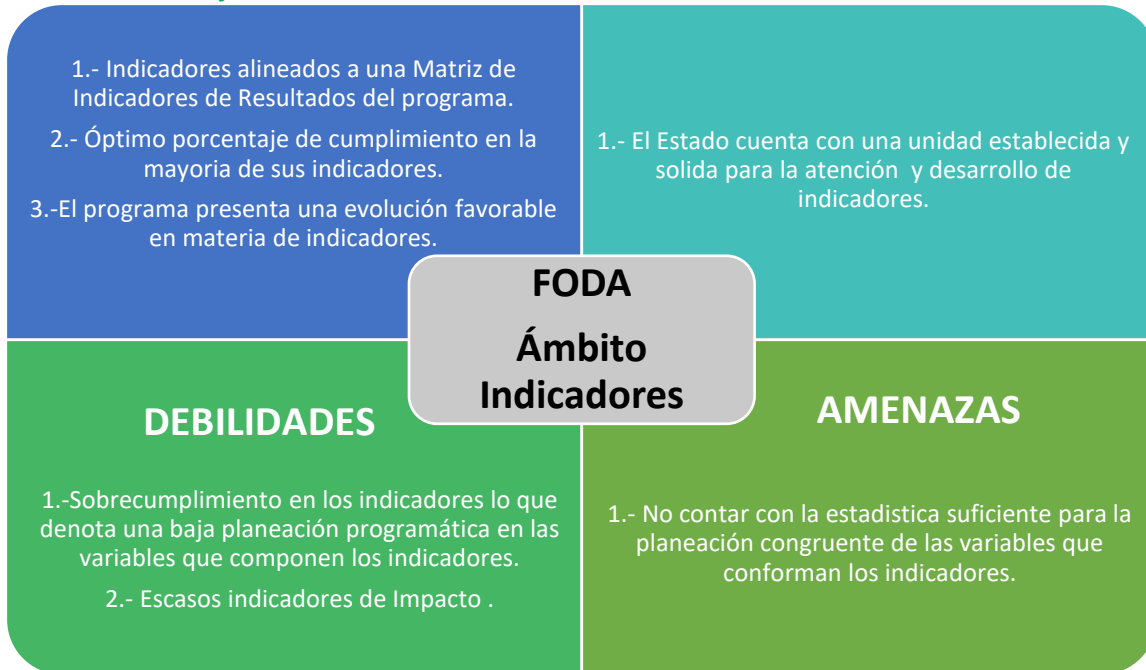 1.- Indicadores alineados a una Matriz de
Indicadores de Resultados del programa.
2.- Óptimo porcentaje de cumplimiento en la
mayoria de sus indicadores.
3.-El programa presenta una evolución favorable
en materia de indicadores.
1.- El Estado cuenta con una unidad establecida y
solida para la atención y desarrollo de
indicadores.
FODA
Ámbito
Indicadores
DEBILIDADES
1.-Sobrecumplimiento en los indicadores lo que
denota una baja planeación programática en las
variables que componen los indicadores.
2.- Escasos indicadores de Impacto .
AMENAZAS
1.- No contar con la estadistica suficiente para la
planeación congruente de las variables que
conforman los indicadores.